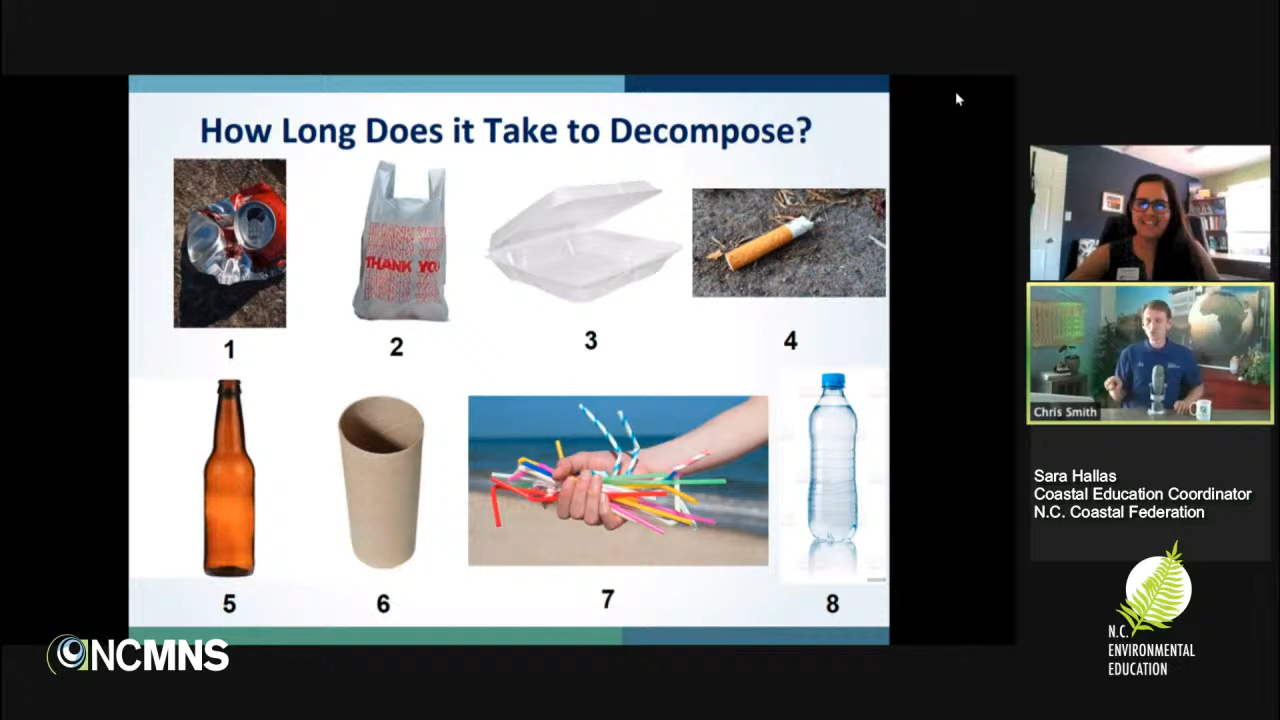 How Long Does it Take to Decompose?
THANK YOU
1
2
3
4
5
6
7
8
Chris Smith
Sara Hallas
Coastal Education Coordinator
N.C. Coastal Federation
NCMNS
N.C.
ENVIRONMENTAL
EDUCATION